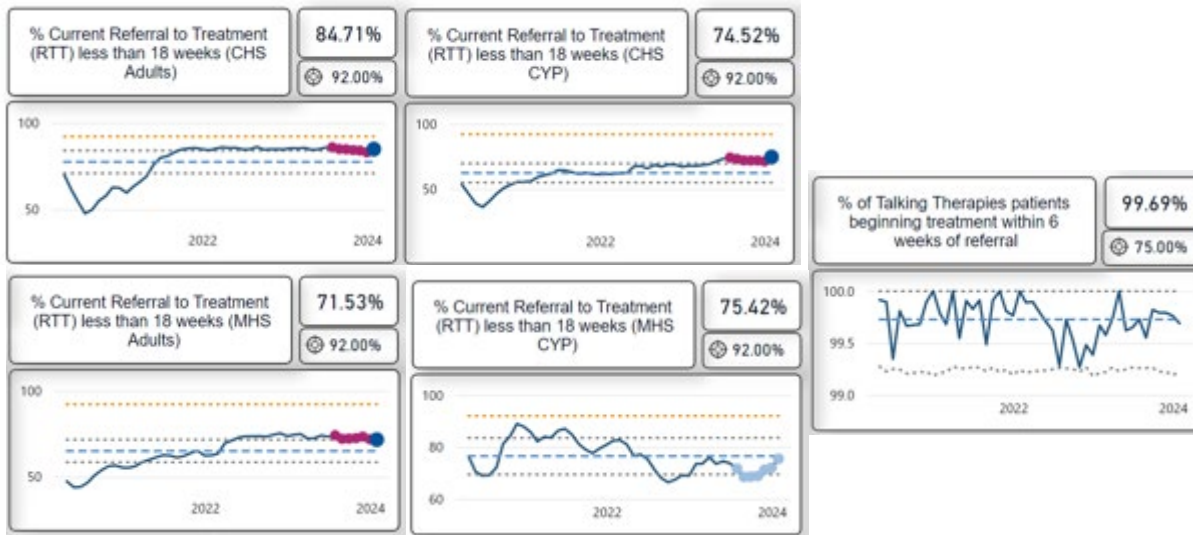 % Current Referral to Treatment
(RTT) less than 18 weeks (CHS
Adults)
84.71%
92.00%
100
50
2022
2024
% Current Referral to Treatment
(RTT) less than 18 weeks (CHS
CYP)
74.52%
92.00%
100
50
2022
2024
% Current Referral to Treatment
(RTT) less than 18 weeks (MHS
Adults)
71.53%
92.00%
100
50
2022
2024
% Current Referral to Treatment
(RTT) less than 18 weeks (MHS
CYP)
75.42%
92.00%
100
80
60
2022
2024
% of Talking Therapies patients
beginning treatment within 6
weeks of referral
99.69%
75.00%
100.0
99.5
99.0
2022
2024